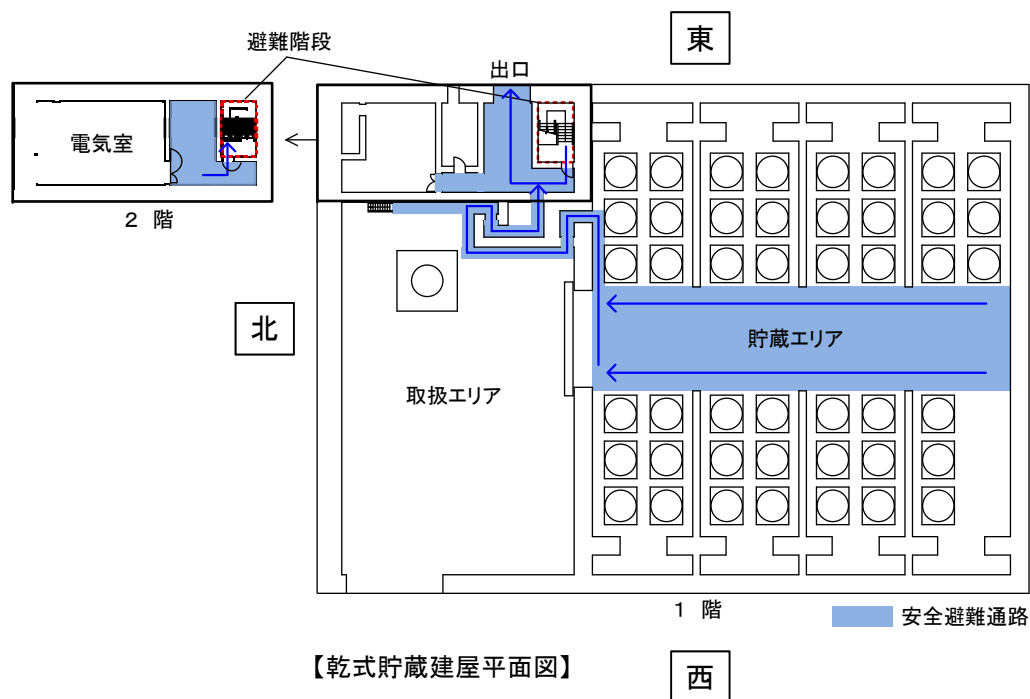 東
避難階段
出口
電気室
2 階
北
貯蔵エリア
取扱エリア
1 階
安全避難通路
【乾式貯蔵建屋平面図】
西